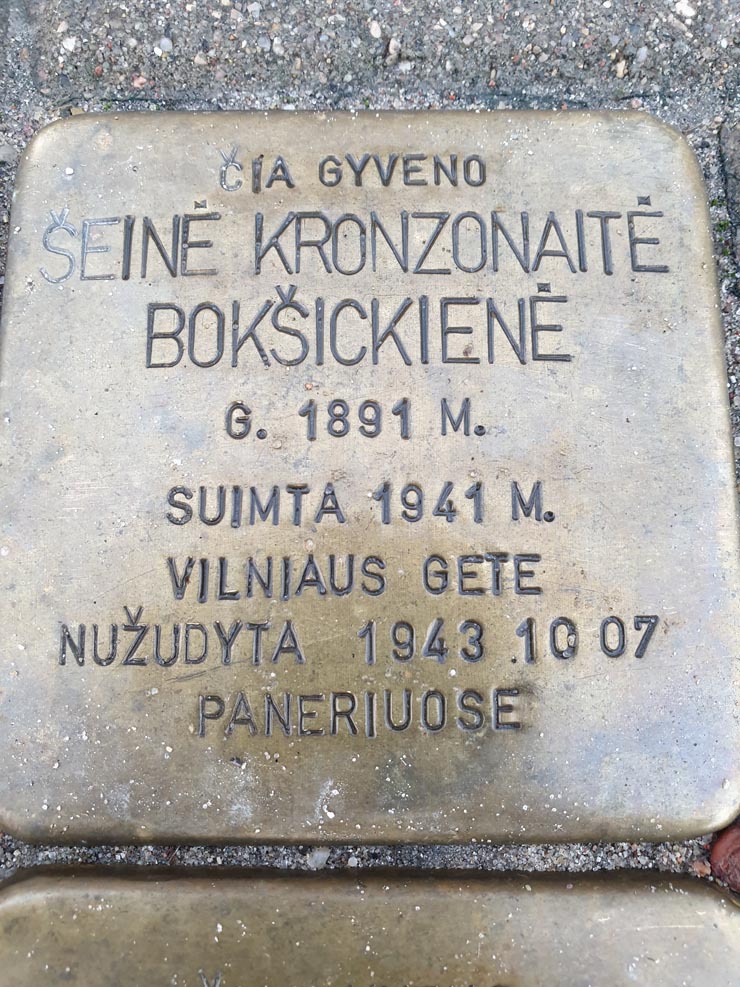 ČIA GYVENO
ŠEINĖ KRONZONAITĖ
BOKŠICKIENĖ
G. 1891 M.
SUIMTA 1941 M.
VILNIAUS GETE
NUŽUDYTA 1943 10 07
PANERIUOSE